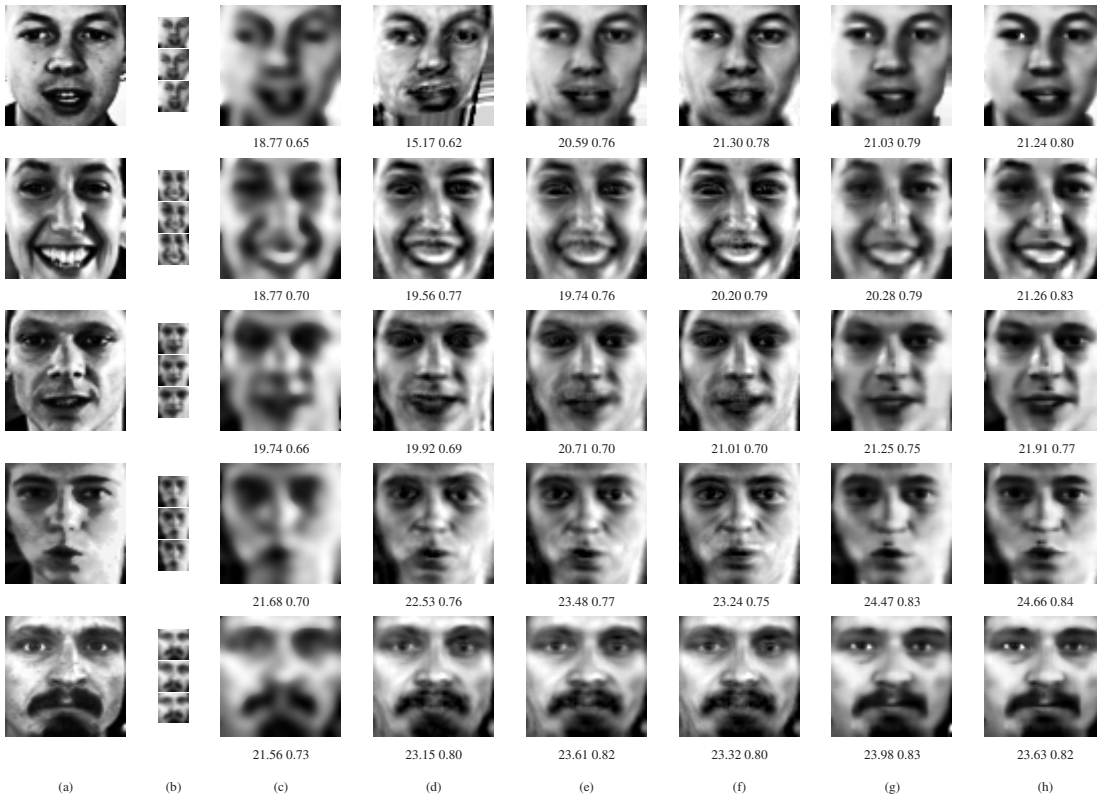 18.77 0.65 15.17 0.62 20.59 0.76 21.30 0.78 21.03 0.79 21.24 0.80
18.77 0.70 19.56 0.77 19.74 0.76 20.20 0.79 20.28 0.79 21.26 0.83
19.74 0.66 19.92 0.69 20.71 0.70 21.01 0.70 21.25 0.75 21.91 0.77
21.68 0.70 22.53 0.76 23.48 0.77 23.24 0.75 24.47 0.83 24.66 0.84
21.56 0.73 23.15 0.80 23.61 0.82 23.32 0.80 23.98 0.83 23.63 0.82
(a) (b) (c) (d) (e) (f) (g) (h)